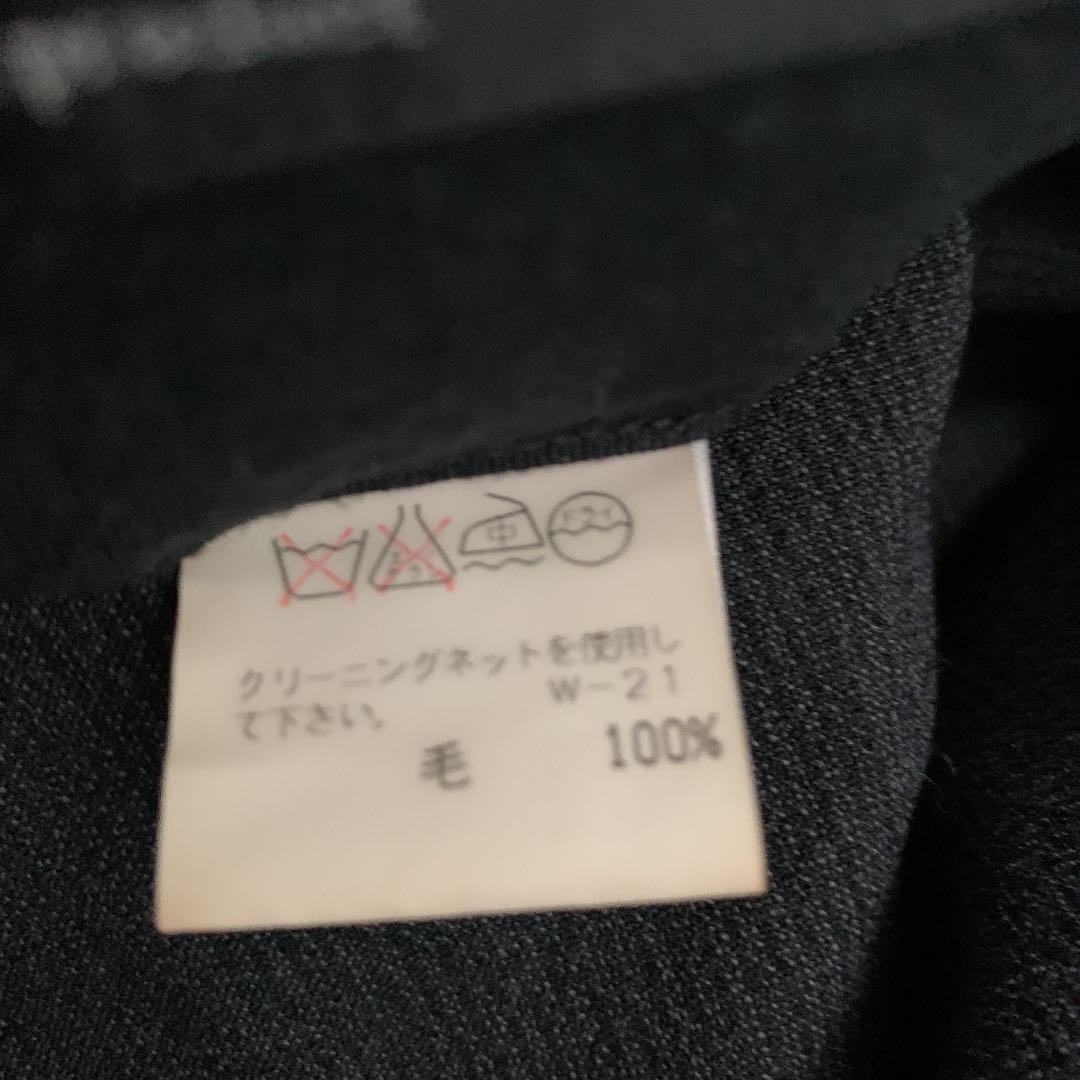 中 ドライ
クリーニングネットを使用し
て下さい。 W-21
毛 100%